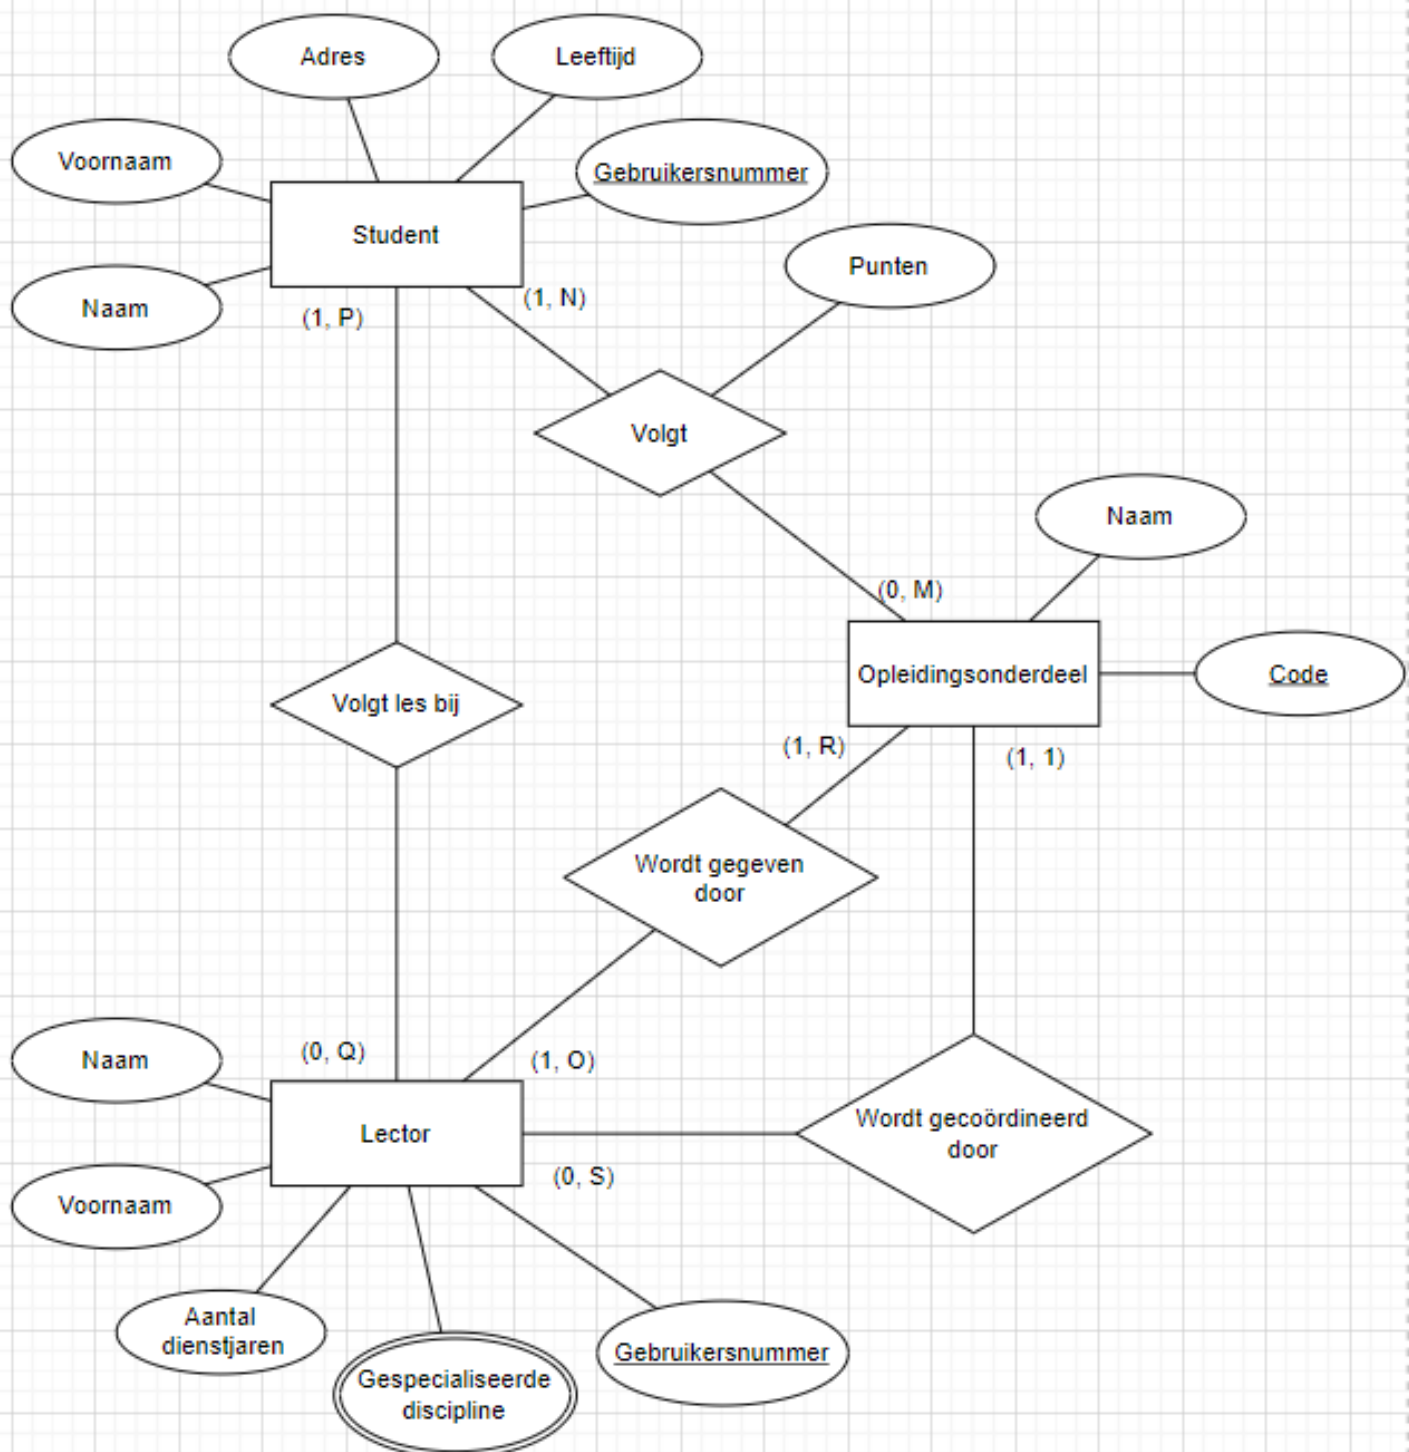 Adres
Leeftijd
Voornaam
Gebruikersnummer
Student
Punten
Naam
(1, P)
(1, N)
Volgt
Naam
(0, M)
Opleidingsonderdeel
Code
Volgt les bij
(1, R)
(1, 1)
Wordt gegeven
door
Naam
(0, Q)
(1, O)
Lector
Wordt gecoördineerd
door
(0, S)
Voornaam
Aantal
dienstjaren
Gespecialiseerde
discipline
Gebruikersnummer